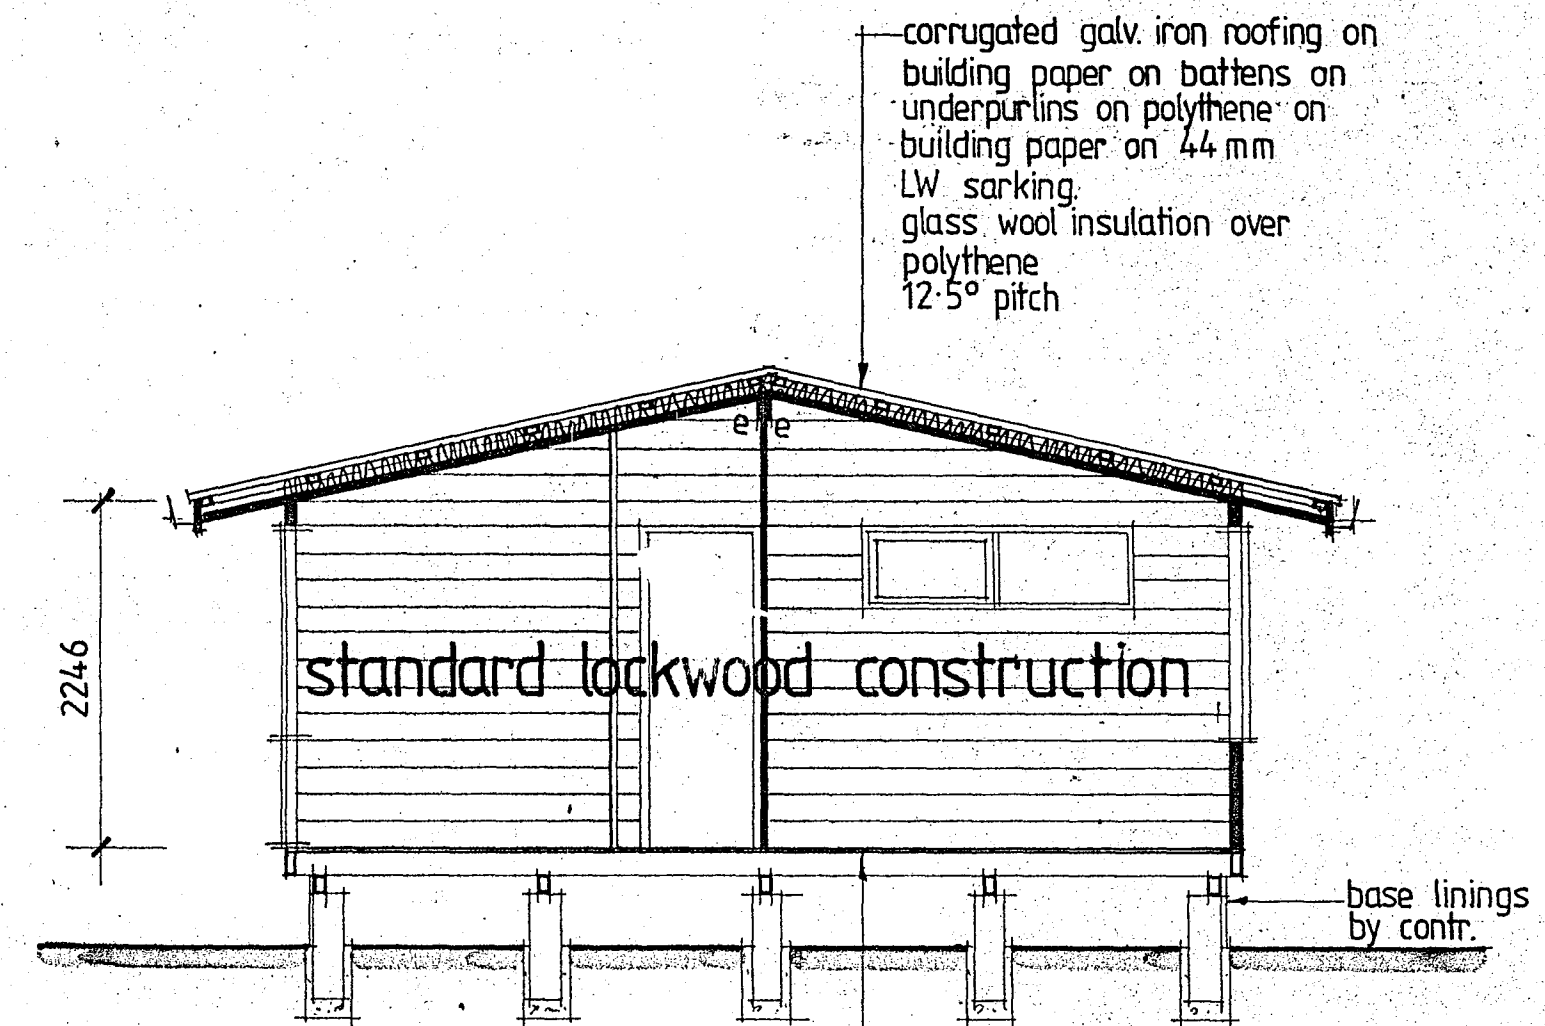 corrugated galv. iron roofing on
building paper on battens on
underpurlins on polythene on
building paper on 44 mm
LW sarking.
glass wool insulation over
polythene
12·5° pitch
e e
2246
standard lockwood construction
base linings
by contr.